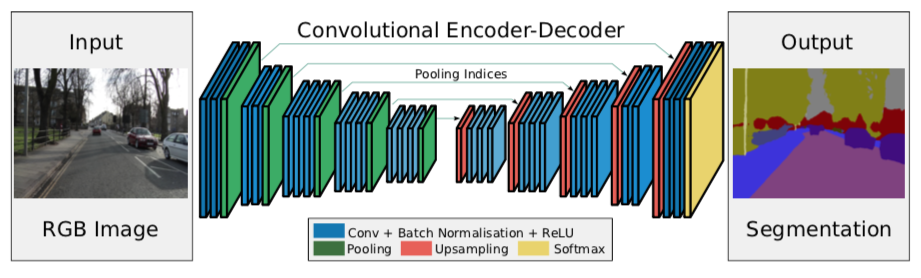 Convolutional Encoder-Decoder
Input
Output
Pooling Indices
RGB Image
Segmentation
Conv + Batch Normalisation + ReLU
Pooling
Upsampling
Softmax